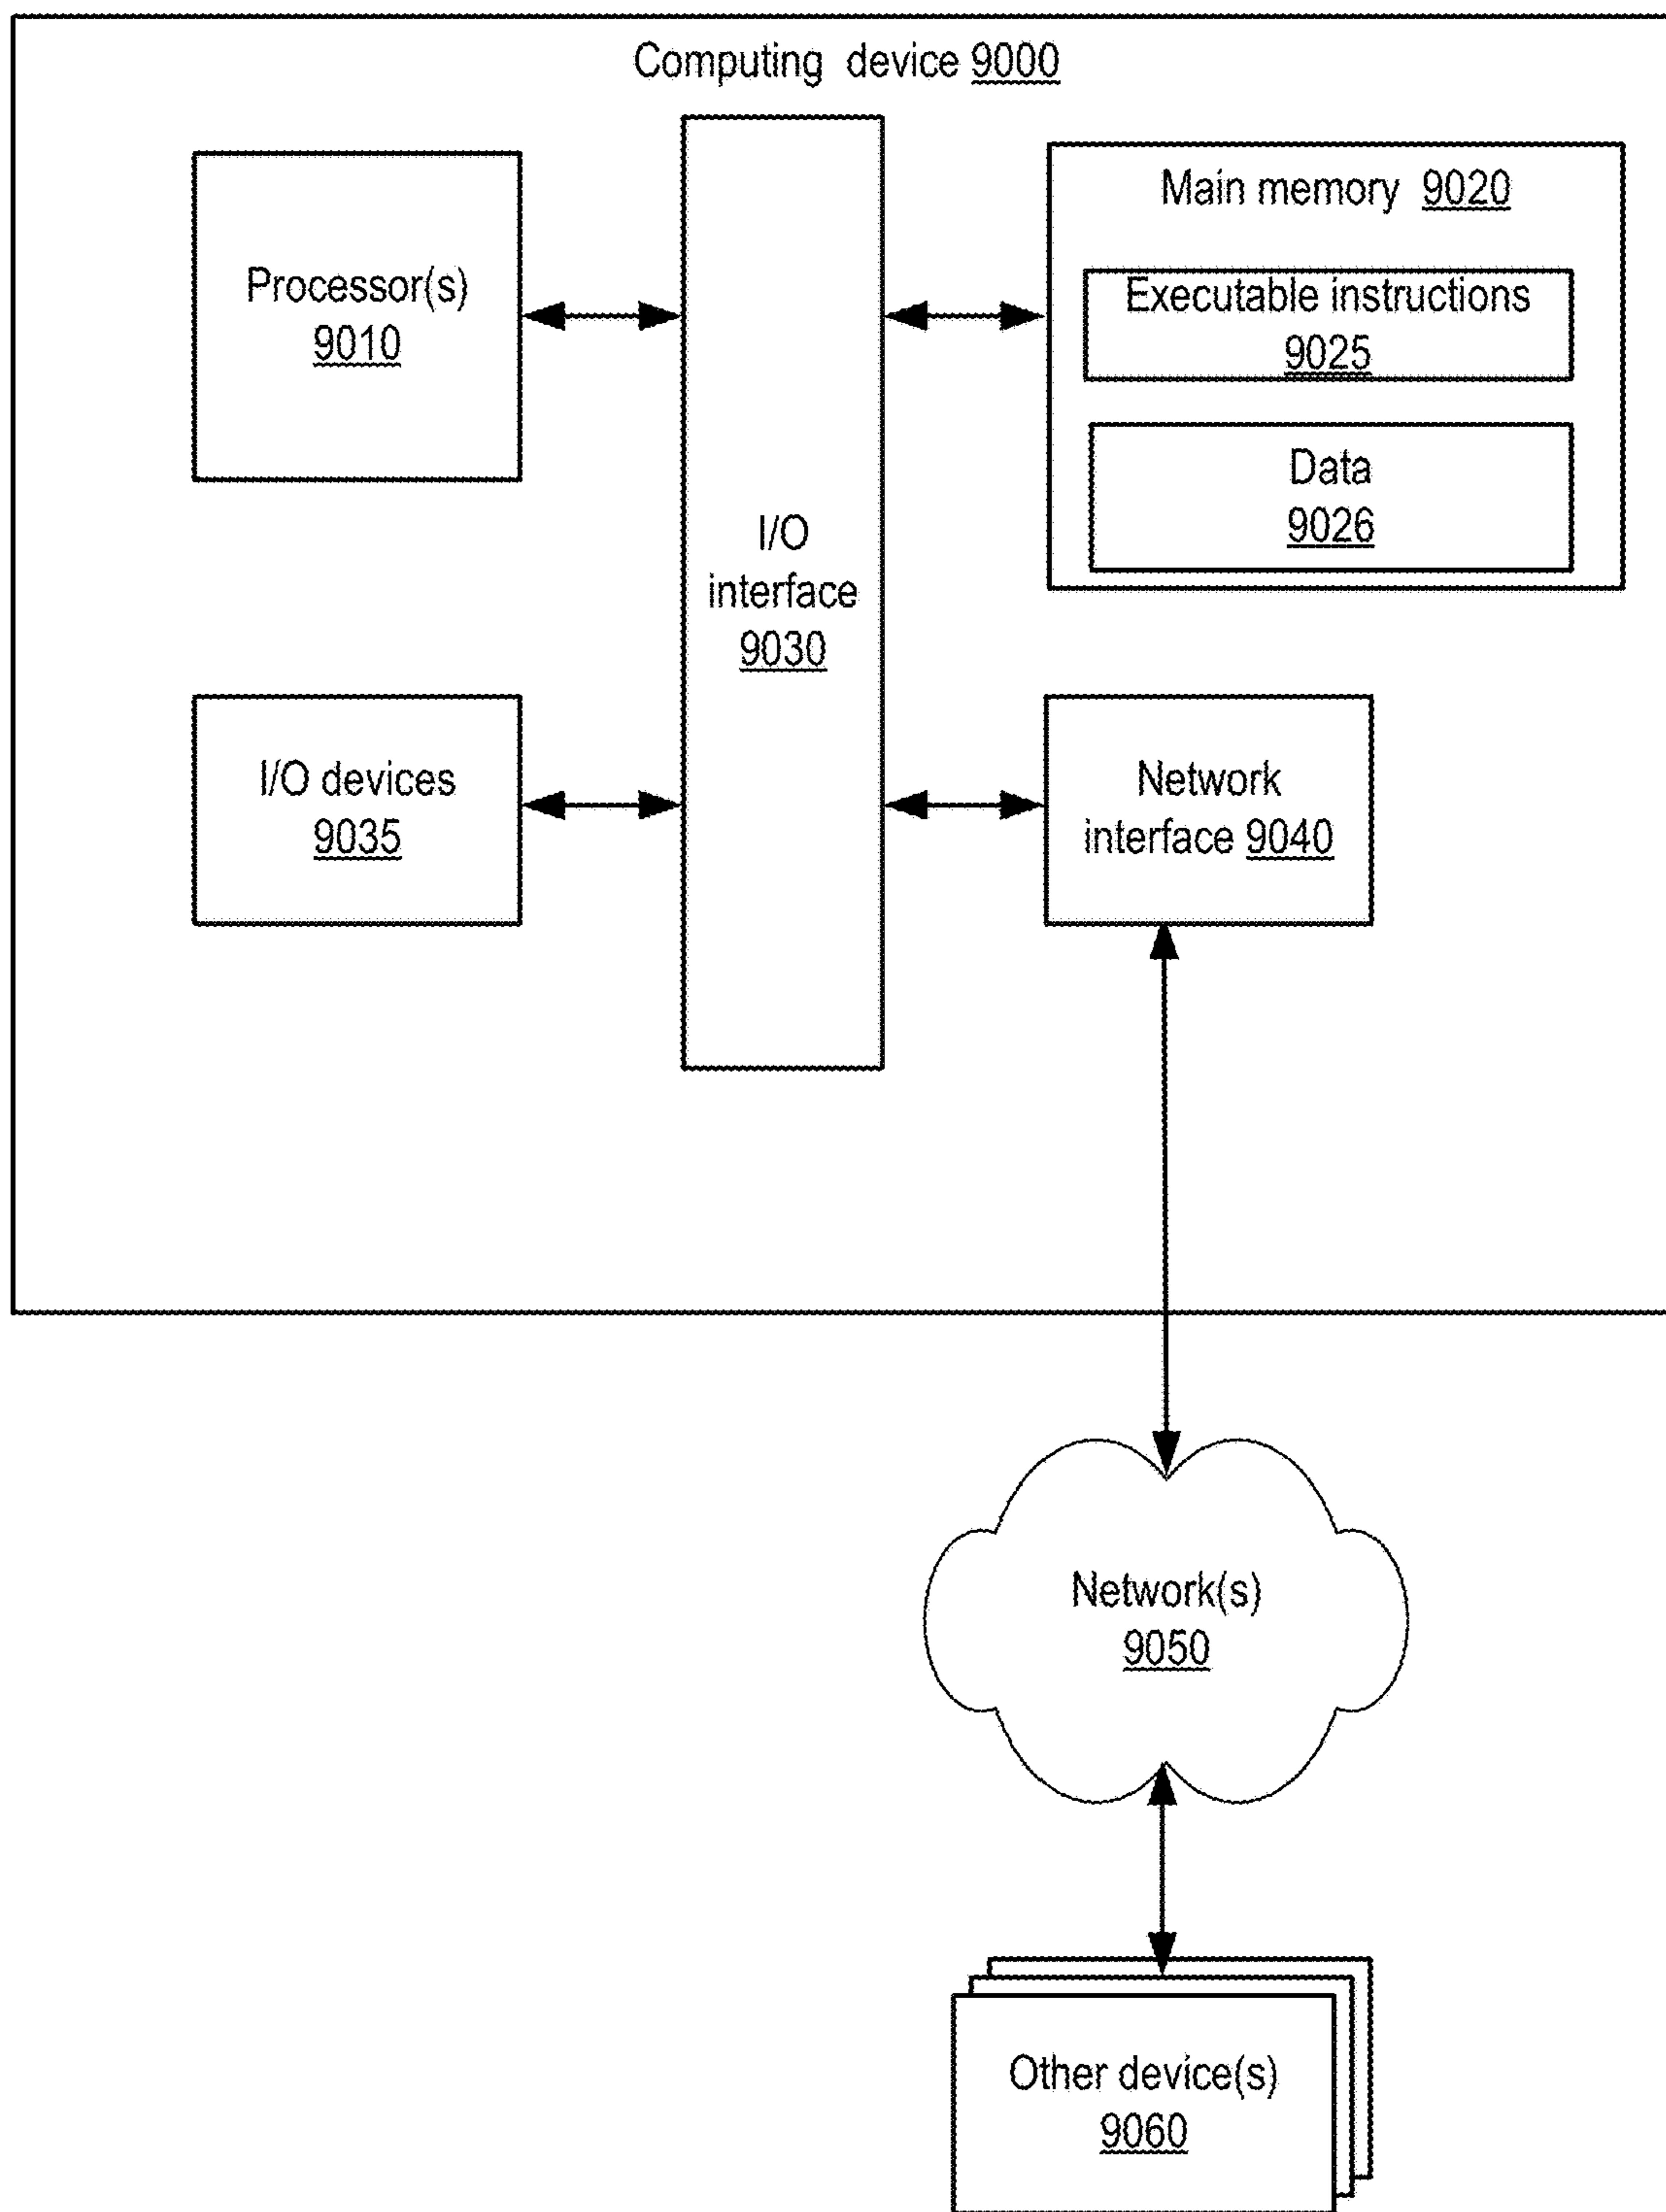 Computing device 9000
Processor(s)
9010
I/O
interface
9030
Main memory 9020
Executable instructions
9025
Data
9026
I/O devices
9035
Network
interface 9040
Network(s)
9050
Other device(s)
9060